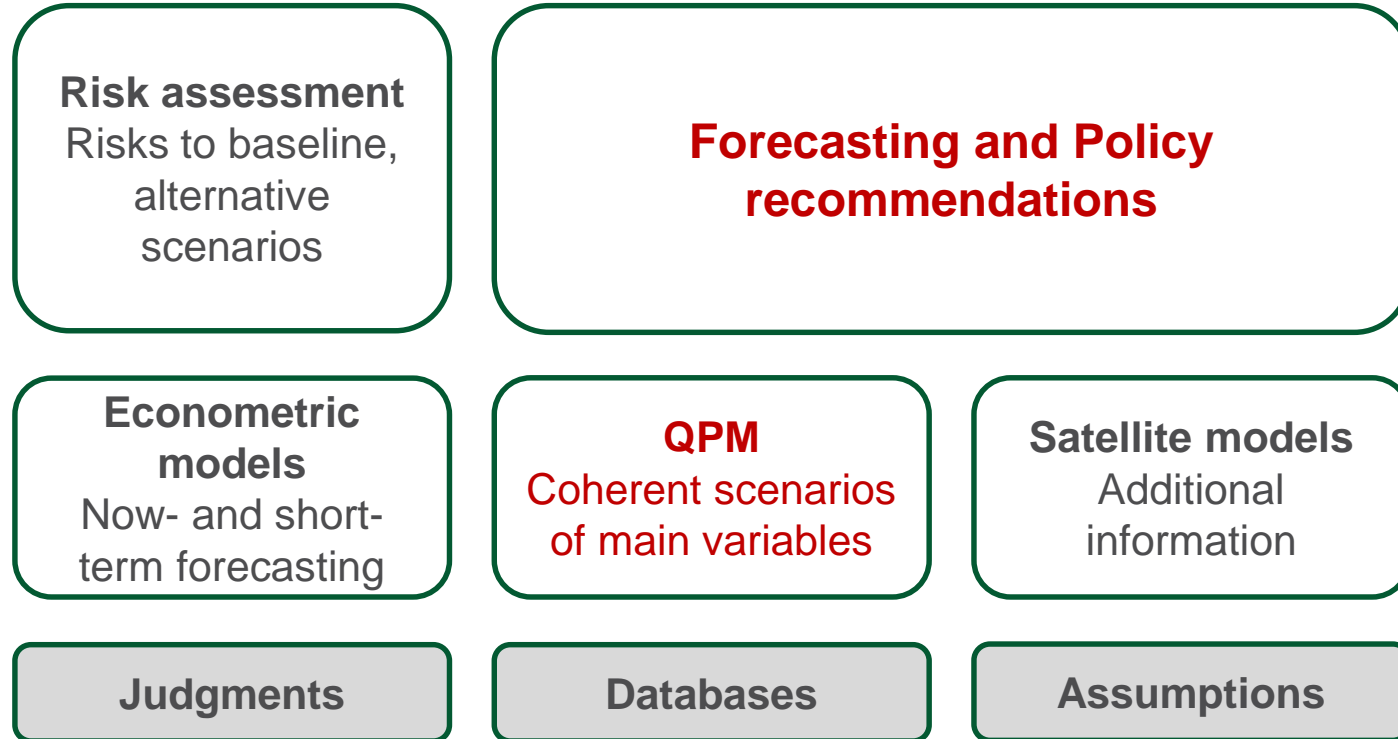 Risk assessment
Risks to baseline,
alternative
scenarios
Forecasting and Policy
recommendations
Econometric
models
Now- and short-
term forecasting
QPM
Coherent scenarios
of main variables
Satellite models
Additional
information
Judgments
Databases
Assumptions